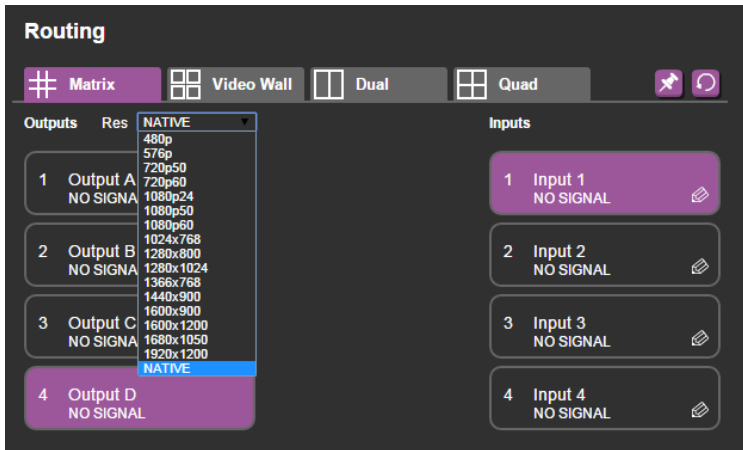 Routing
Matrix
Video Wall
Dual
Quad
Outputs Res NATIVE
Inputs
480p
576p
720p50
720p60
1080p24
1080p50
1080p60
1024x768
1280x800
1280x1024
1366x768
1440x900
1600x900
1600x1200
1680x1050
1920x1200
NATIVE
1 Output A
NO SIGNA
2 Output B
NO SIGNA
3 Output C
NO SIGNA
4 Output D
NO SIGNAL
1 Input 1
NO SIGNAL
2 Input 2
NO SIGNAL
3 Input 3
NO SIGNAL
4 Input 4
NO SIGNAL